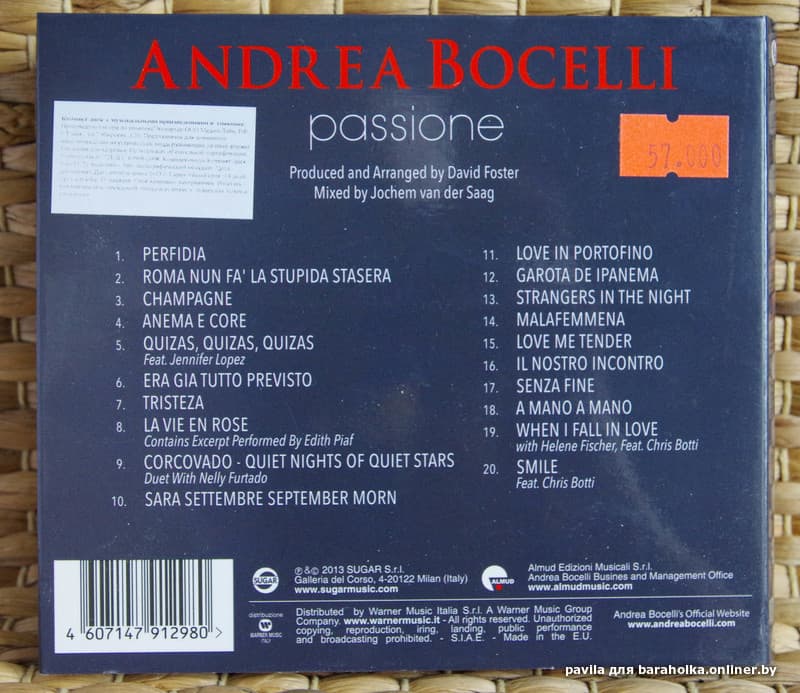 ANDREA BOCELLI
passione
57.000
Produced and Arranged by David Foster
Mixed by Jochem van der Saag
1. PERFIDIA
2. ROMA NUN FA' LA STUPIDA STASERA
3. CHAMPAGNE
4. ANEMA E CORE
5. QUIZAS, QUIZAS, QUIZAS
Feat. Jennifer Lopez
6. ERA GIA TUTTO PREVISTO
7. TRISTEZA
8. LA VIE EN ROSE
Contains Excerpt Performed By Edith Piaf
9. CORCOVADO - QUIET NIGHTS OF QUIET STARS
Duet With Nelly Furtado
10. SARA SETTEMBRE SEPTEMBER MORN
11. LOVE IN PORTOFINO
12. GAROTA DE IPANEMA
13. STRANGERS IN THE NIGHT
14. MALAFEMMENA
15. LOVE ME TENDER
16. IL NOSTRO INCONTRO
17. SENZA FINE
18. A MANO A MANO
19. WHEN I FALL IN LOVE
with Helene Fischer, Feat. Chris Botti
20. SMILE
Feat. Chris Botti
4 607147 912980 >
SUGAR
℗&© 2013 SUGAR S.r.l.
Galleria del Corso, 4-20122 Milan (Italy)
www.sugarmusic.com
ALMUD
Almud Edizioni Musicali S.r.l.
Andrea Bocelli Busines and Management Office
www.almudmusic.com
distribuzione
WARNER MUSIC
ITALY
Distributed by Warner Music Italia S.r.l. A Warner Music Group
Company. www.warnermusic.it - All rights reserved. Unauthorized
copying, reproduction, iring, landing, public performance
and broadcasting prohibited. - S.I.A.E. - Made in the E.U.
Andrea Bocelli's Official Website
www.andreabocelli.com
pavila для baraholka.onliner.by